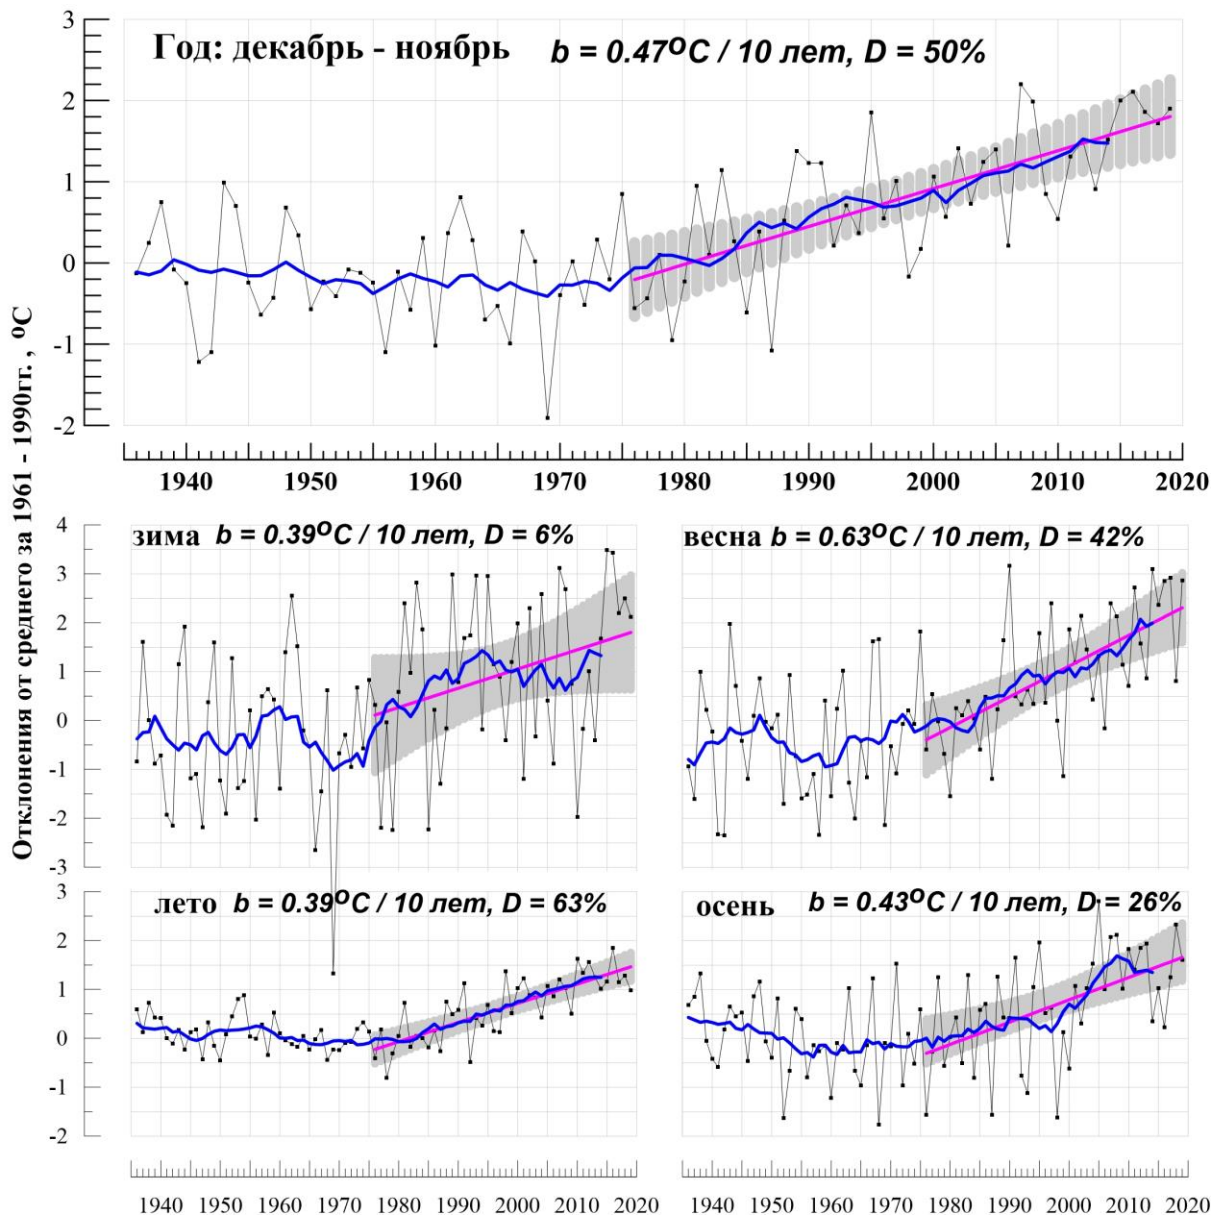 Отклонения от среднего за 1961 - 1990гг. , ºC
Год: декабрь - ноябрь b = 0.47ºC / 10 лет, D = 50%
3
2
1
0
-1
-2
1940 1950 1960 1970 1980 1990 2000 2010 2020
зима b = 0.39ºC / 10 лет, D = 6%
весна b = 0.63ºC / 10 лет, D = 42%
4
3
2
1
0
-1
-2
-3
лето b = 0.39ºC / 10 лет, D = 63%
осень b = 0.43ºC / 10 лет, D = 26%
3
2
1
0
-1
-2
1940 1950 1960 1970 1980 1990 2000 2010 2020
1940 1950 1960 1970 1980 1990 2000 2010 2020